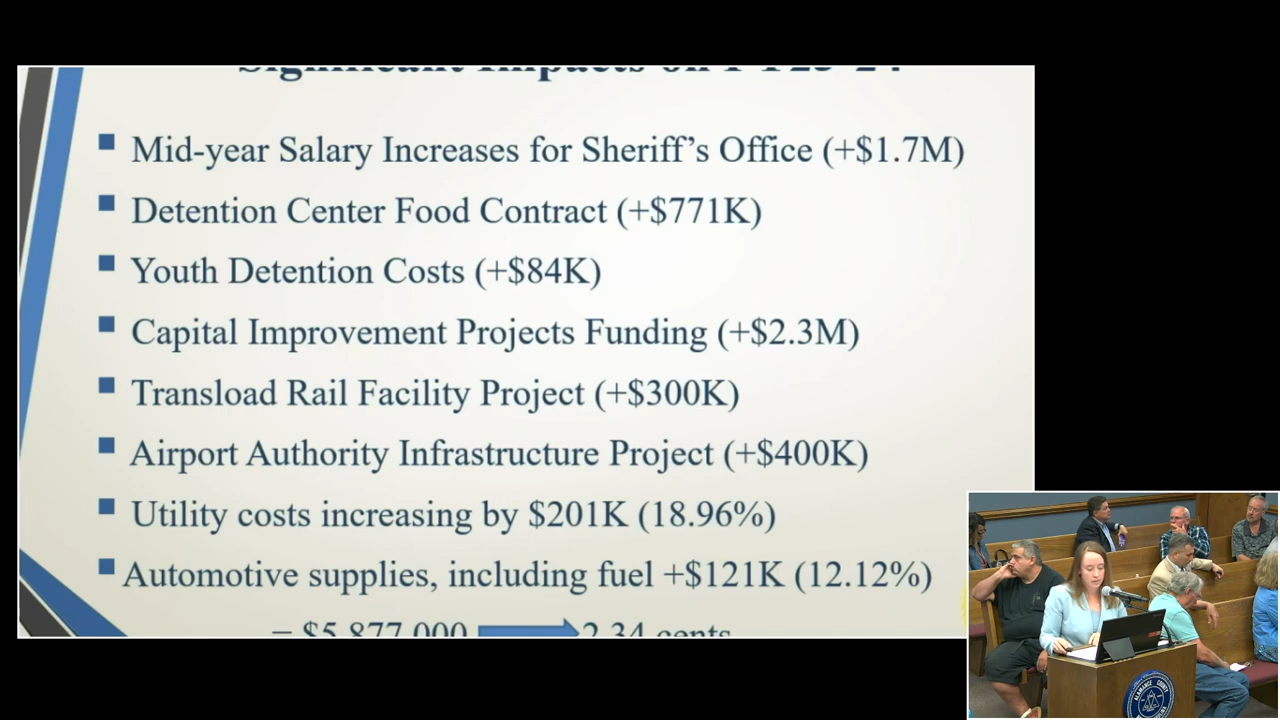 Significant Impacts on FY23-24
Mid-year Salary Increases for Sheriff's Office (+$1.7M)
Detention Center Food Contract (+$771K)
Youth Detention Costs (+$84K)
Capital Improvement Projects Funding (+$2.3M)
Transload Rail Facility Project (+$300K)
Airport Authority Infrastructure Project (+$400K)
Utility costs increasing by $201K (18.96%)
Automotive supplies, including fuel +$121K (12.12%)
= $5,877,000 2.34 cents
ALAMANCE COUNTY